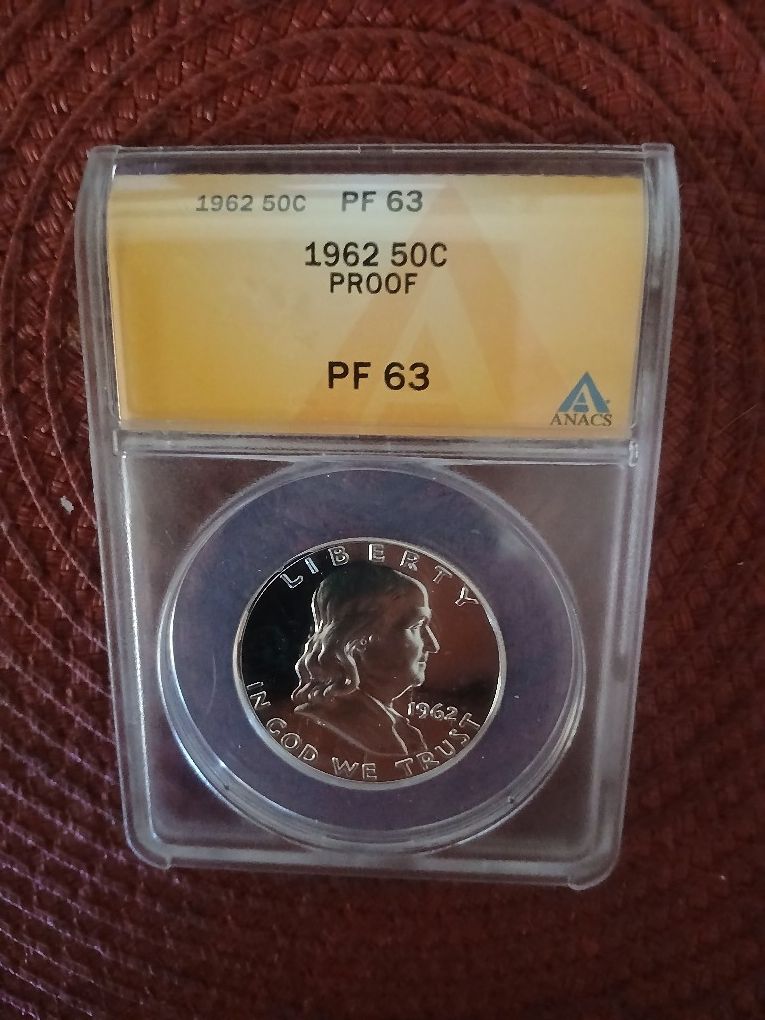 1962 50C PF 63
1962 50C
PROOF
PF 63
ANACS
LIBERTY
1962
IN GOD WE TRUST